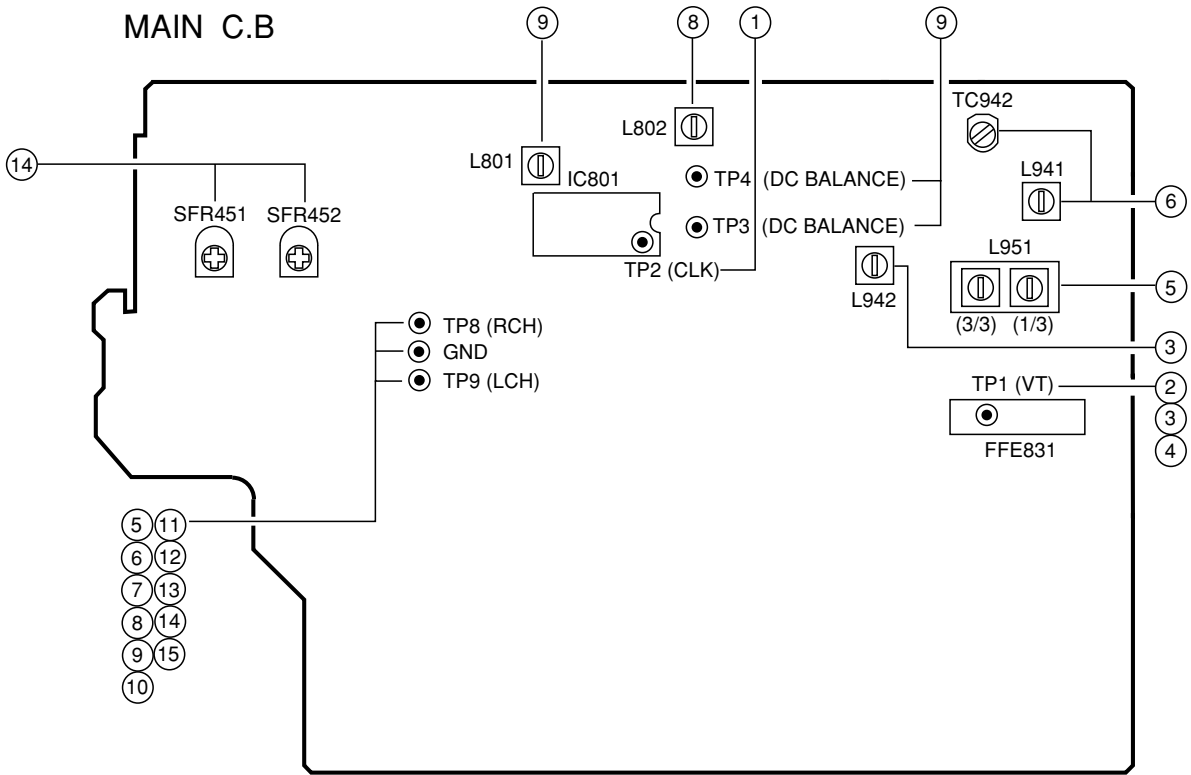 MAIN C.B
9
8
1
9
TC942
L802
L801
IC801
TP4 (DC BALANCE)
L941
14
6
SFR451
SFR452
TP3 (DC BALANCE)
L951
TP2 (CLK)
L942
5
(3/3) (1/3)
TP8 (RCH)
GND
3
TP9 (LCH)
TP1 (VT)
2
3
FFE831
4
5 11
6 12
7 13
8 14
9 15
10